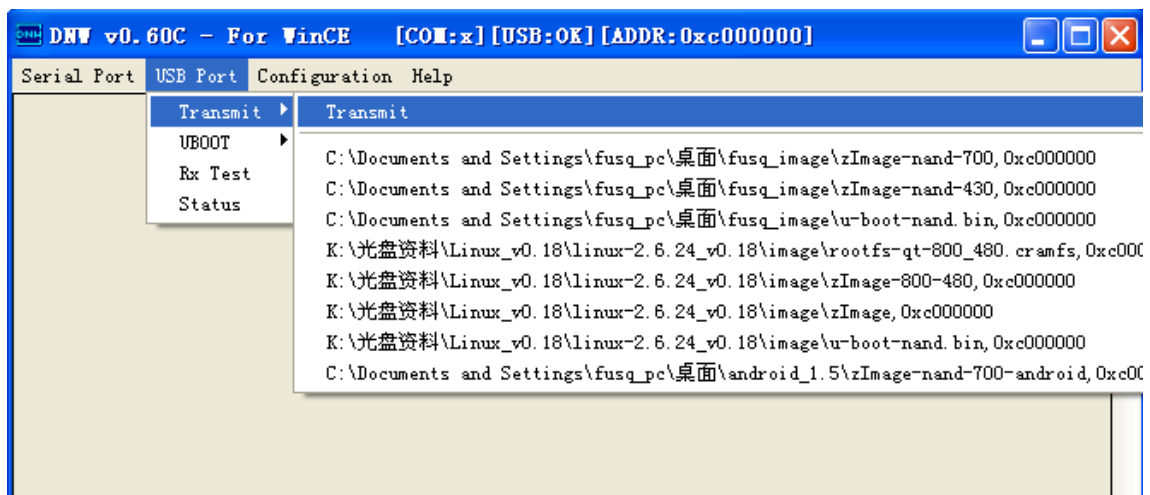 DNW v0.60C - For WinCE [COM:x][USB:OK][ADDR:0xc000000]
Serial Port USB Port Configuration Help
Transmit Transmit
UBOOT
Rx Test
Status
C:\Documents and Settings\fusq_pc\桌面\fusq_image\zImage-nand-700,0xc000000
C:\Documents and Settings\fusq_pc\桌面\fusq_image\zImage-nand-430,0xc000000
C:\Documents and Settings\fusq_pc\桌面\fusq_image\u-boot-nand.bin,0xc000000
K:\光盘资料\Linux_v0.18\linux-2.6.24_v0.18\image\rootfs-qt-800_480.cramfs,0xc000
K:\光盘资料\Linux_v0.18\linux-2.6.24_v0.18\image\zImage-800-480,0xc000000
K:\光盘资料\Linux_v0.18\linux-2.6.24_v0.18\image\zImage,0xc000000
K:\光盘资料\Linux_v0.18\linux-2.6.24_v0.18\image\u-boot-nand.bin,0xc000000
C:\Documents and Settings\fusq_pc\桌面\android_1.5\zImage-nand-700-android,0xc00